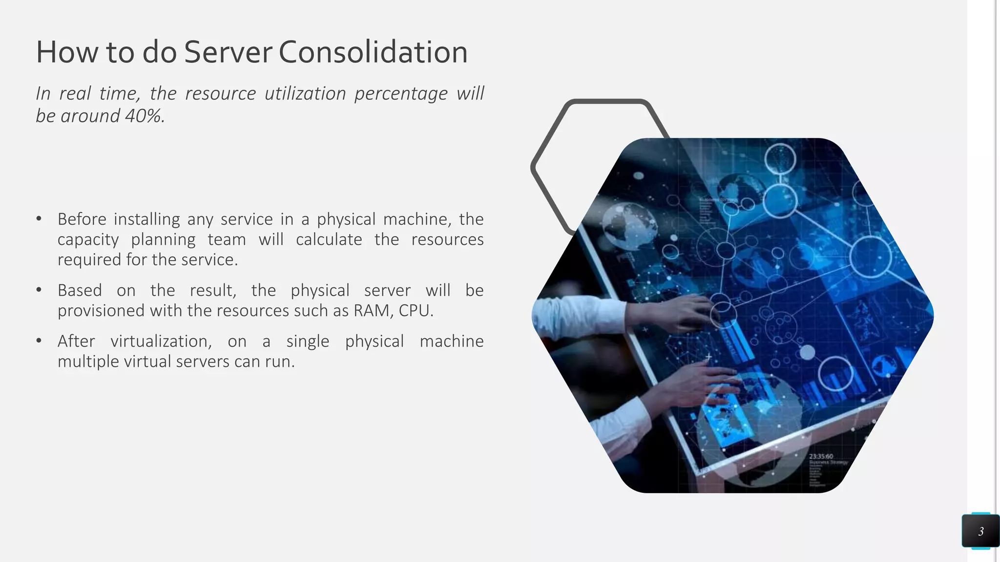 How to do Server Consolidation
In real time, the resource utilization percentage will
be around 40%.
• Before installing any service in a physical machine, the
capacity planning team will calculate the resources
required for the service.
• Based on the result, the physical server will be
provisioned with the resources such as RAM, CPU.
• After virtualization, on a single physical machine
multiple virtual servers can run.
Business Strategy
23:35:60
Business Strategy
3